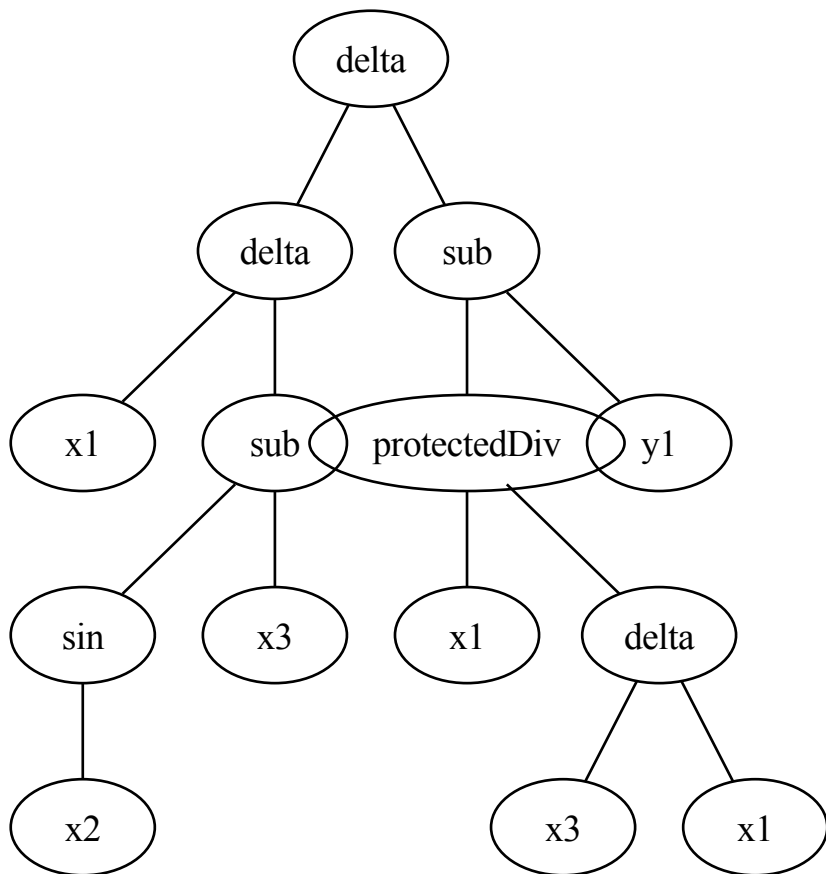 delta
delta sub
x1 sub protectedDiv y1
sin x3 x1 delta
x2 x3 x1